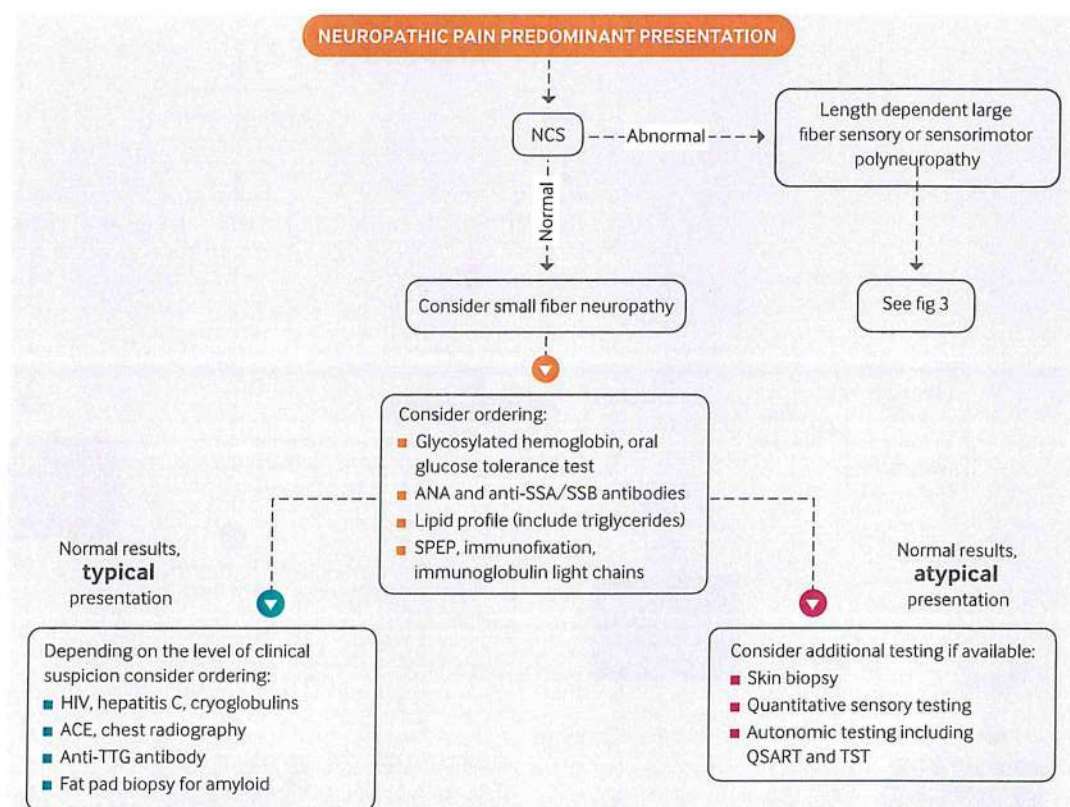 NEUROPATHIC PAIN PREDOMINANT PRESENTATION
NCS
Abnormal
Length dependent large
fiber sensory or sensorimotor
polyneuropathy
Normal
Consider small fiber neuropathy
See fig 3
Consider ordering:
Glycosylated hemoglobin, oral
glucose tolerance test
ANA and anti-SSA/SSB antibodies
Lipid profile (include triglycerides)
SPEP, immunofixation,
immunoglobulin light chains
Normal results,
typical
presentation
Normal results,
atypical
presentation
Depending on the level of clinical
suspicion consider ordering:
HIV, hepatitis C, cryoglobulins
ACE, chest radiography
Anti-TTG antibody
Fat pad biopsy for amyloid
Consider additional testing if available:
Skin biopsy
Quantitative sensory testing
Autonomic testing including
QSART and TST